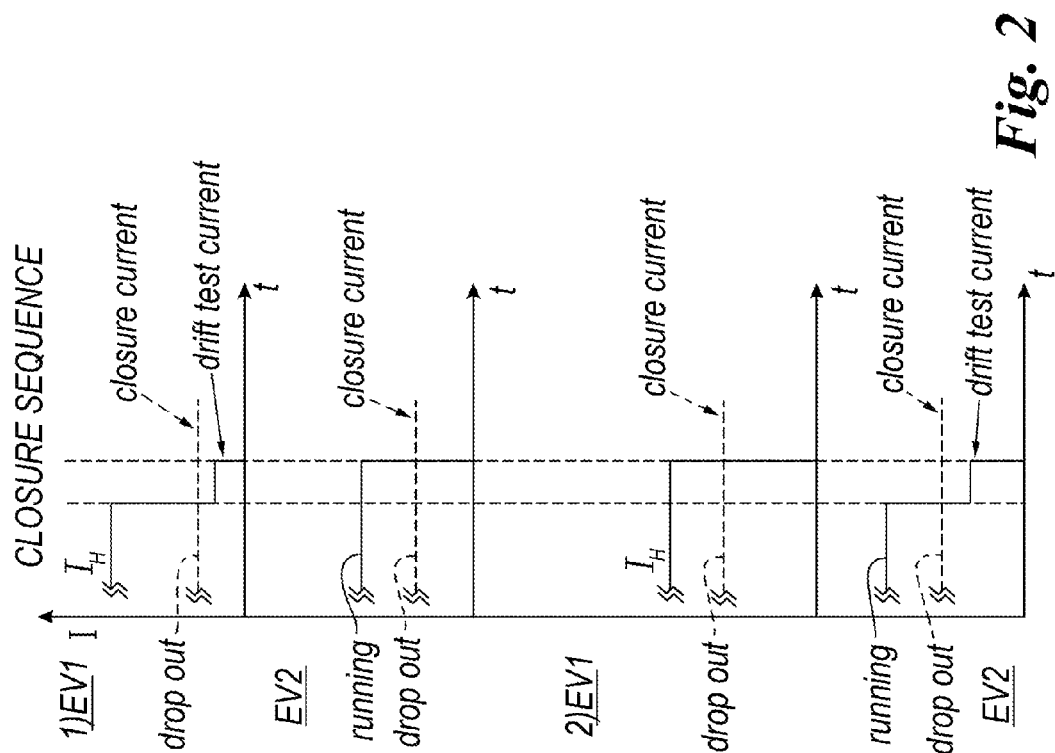 CLOSURE SEQUENCE
I
1)EV1
I_H
drop out
closure current
drift test current
t
EV2
running
drop out
closure current
t
2)EV1
I_H
drop out
closure current
t
running
drop out
EV2
closure current
drift test current
t
Fig. 2